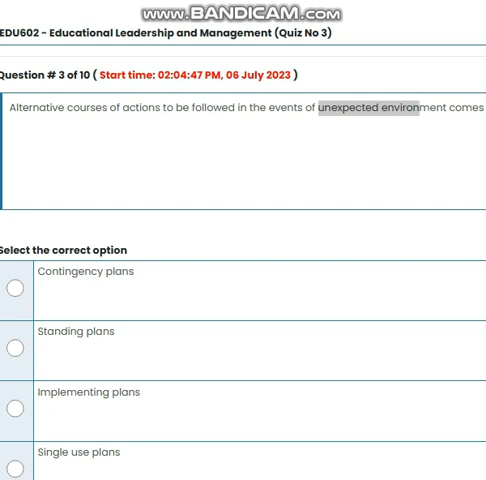 www.BANDICAM.com
EDU602 - Educational Leadership and Management (Quiz No 3)
Question # 3 of 10 ( Start time: 02:04:47 PM, 06 July 2023 )
Alternative courses of actions to be followed in the events of unexpected environment comes
Select the correct option
Contingency plans
Standing plans
Implementing plans
Single use plans